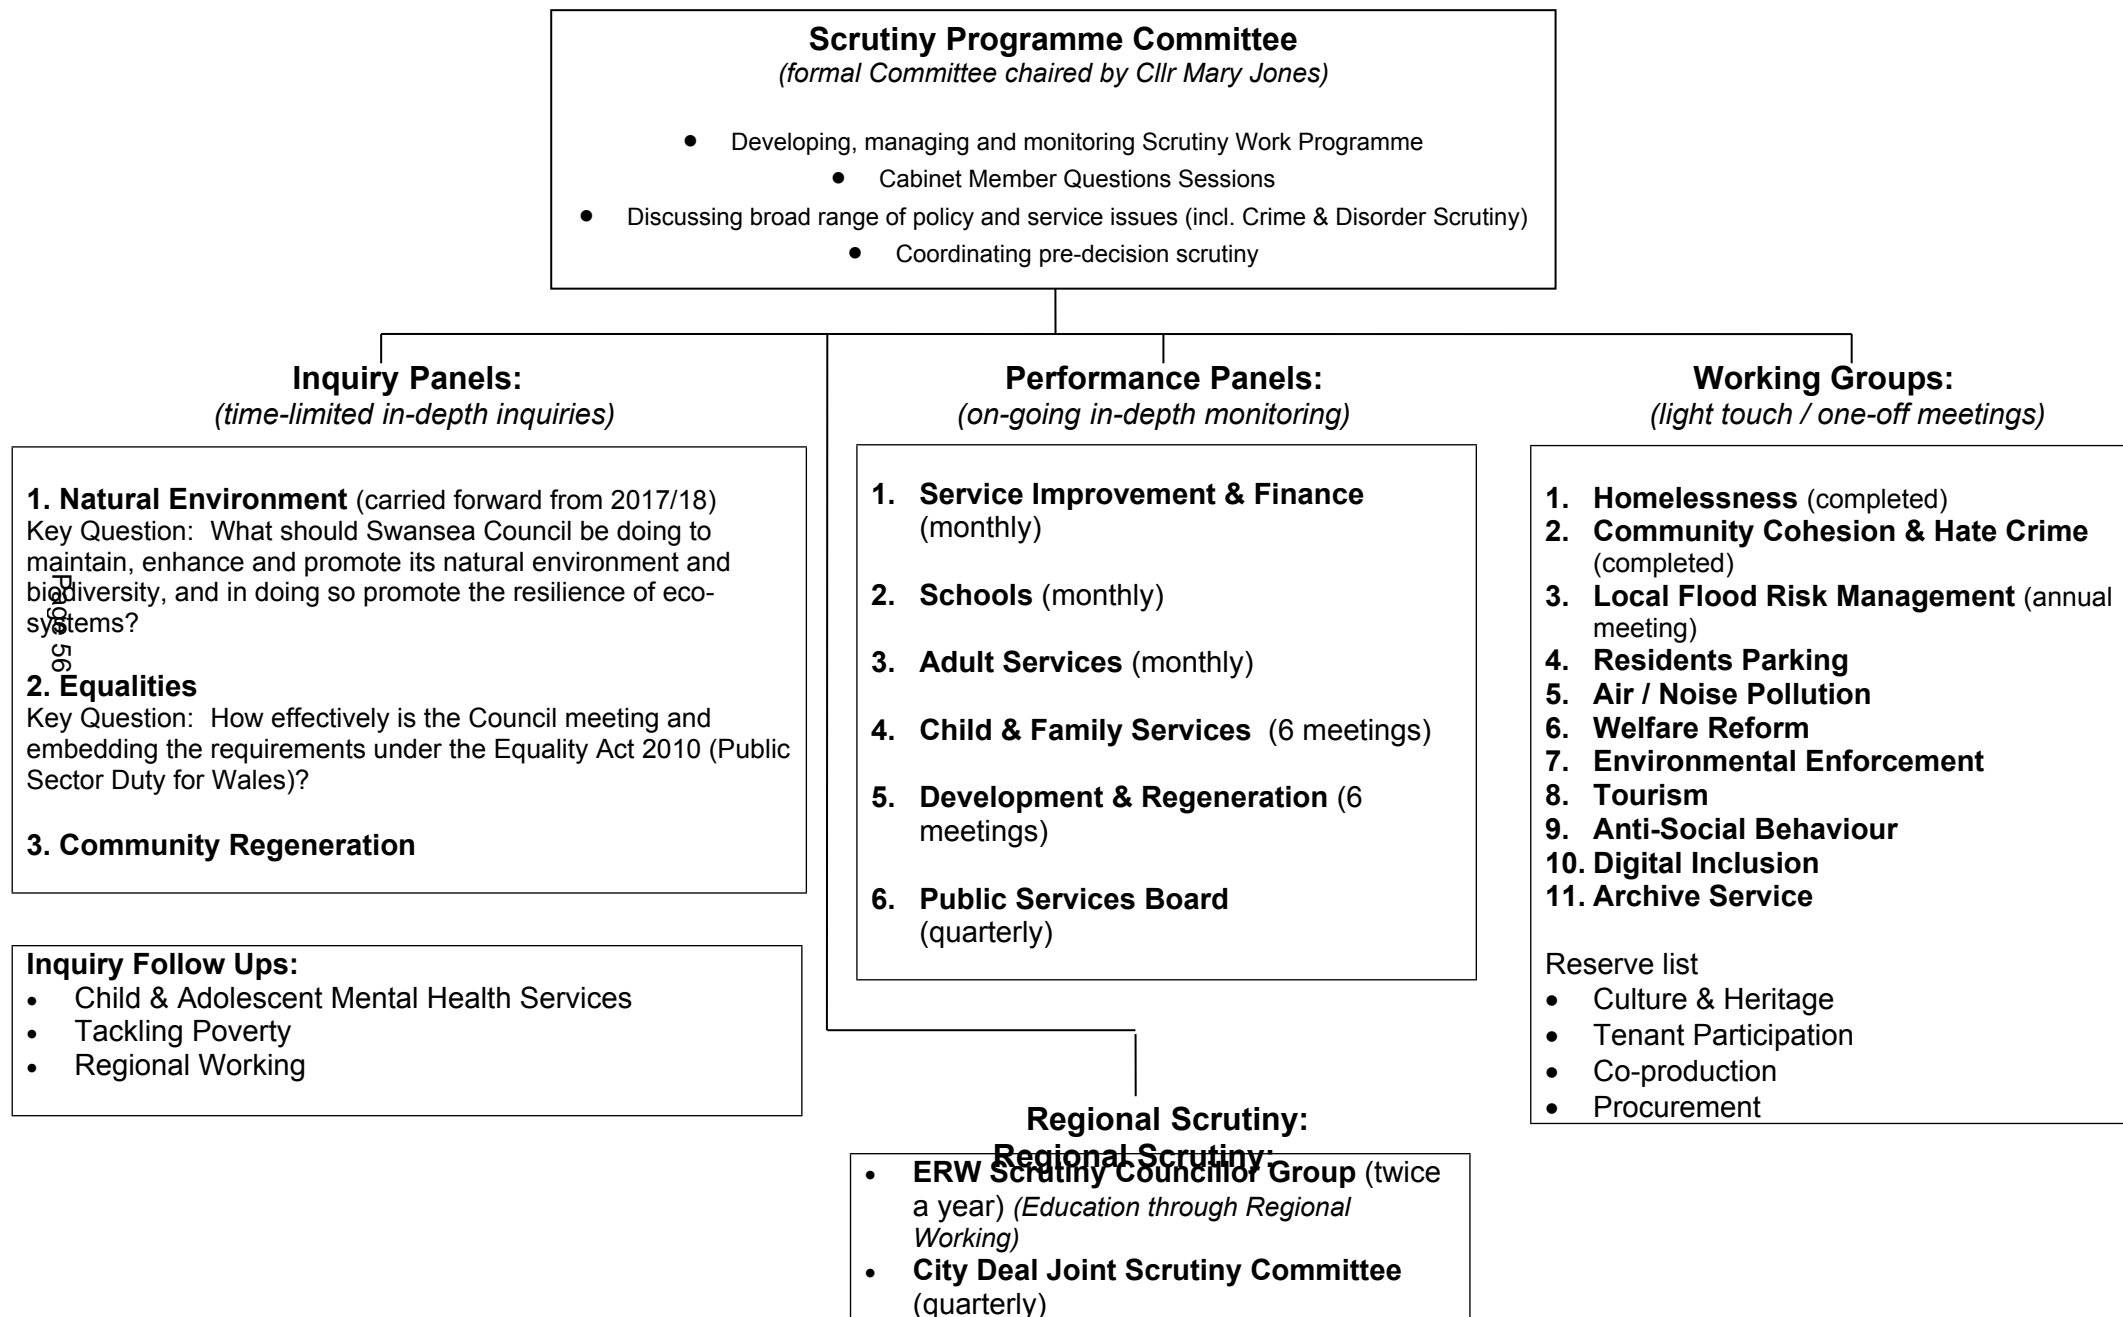 Scrutiny Programme Committee
(formal Committee chaired by Cllr Mary Jones)
● Developing, managing and monitoring Scrutiny Work Programme
● Cabinet Member Questions Sessions
● Discussing broad range of policy and service issues (incl. Crime & Disorder Scrutiny)
● Coordinating pre-decision scrutiny
Inquiry Panels:
(time-limited in-depth inquiries)
1. Natural Environment (carried forward from 2017/18)
Key Question: What should Swansea Council be doing to
maintain, enhance and promote its natural environment and
biodiversity, and in doing so promote the resilience of eco-
systems?
2. Equalities
Key Question: How effectively is the Council meeting and
embedding the requirements under the Equality Act 2010 (Public
Sector Duty for Wales)?
3. Community Regeneration
Page 56
Inquiry Follow Ups:
• Child & Adolescent Mental Health Services
• Tackling Poverty
• Regional Working
Performance Panels:
(on-going in-depth monitoring)
1. Service Improvement & Finance
(monthly)
2. Schools (monthly)
3. Adult Services (monthly)
4. Child & Family Services (6 meetings)
5. Development & Regeneration (6
meetings)
6. Public Services Board
(quarterly)
Regional Scrutiny:
Regional Scrutiny:
• ERW Scrutiny Councillor Group (twice
a year) (Education through Regional
Working)
• City Deal Joint Scrutiny Committee
(quarterly)
Working Groups:
(light touch / one-off meetings)
1. Homelessness (completed)
2. Community Cohesion & Hate Crime
(completed)
3. Local Flood Risk Management (annual
meeting)
4. Residents Parking
5. Air / Noise Pollution
6. Welfare Reform
7. Environmental Enforcement
8. Tourism
9. Anti-Social Behaviour
10. Digital Inclusion
11. Archive Service
Reserve list
• Culture & Heritage
• Tenant Participation
• Co-production
• Procurement